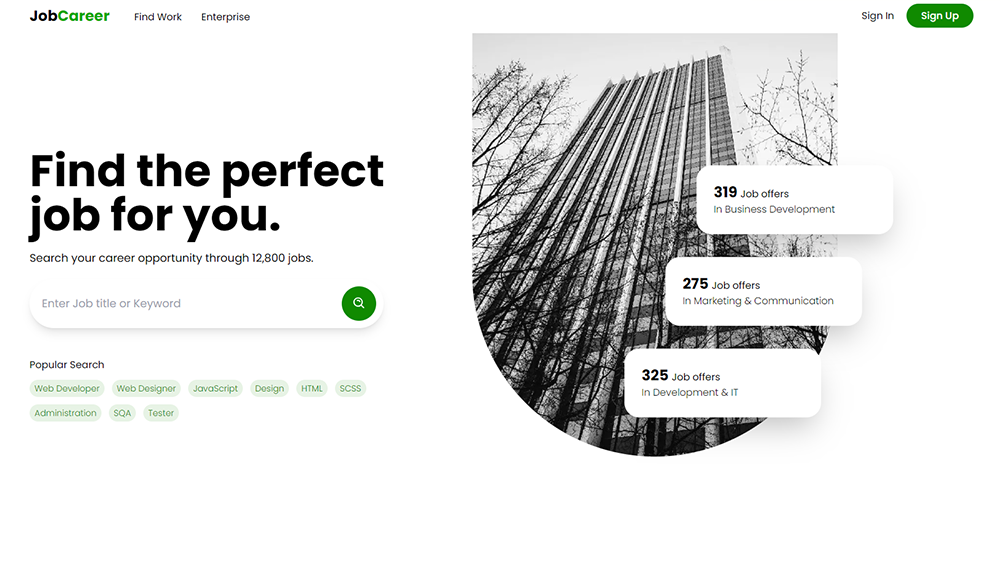 JobCareer Find Work Enterprise Sign In Sign Up
Find the perfect
job for you.
Search your career opportunity through 12,800 jobs.
Enter Job title or Keyword
Popular Search
Web Developer Web Designer JavaScript Design HTML SCSS
Administration SQA Tester
319 Job offers
In Business Development
275 Job offers
In Marketing & Communication
325 Job offers
In Development & IT